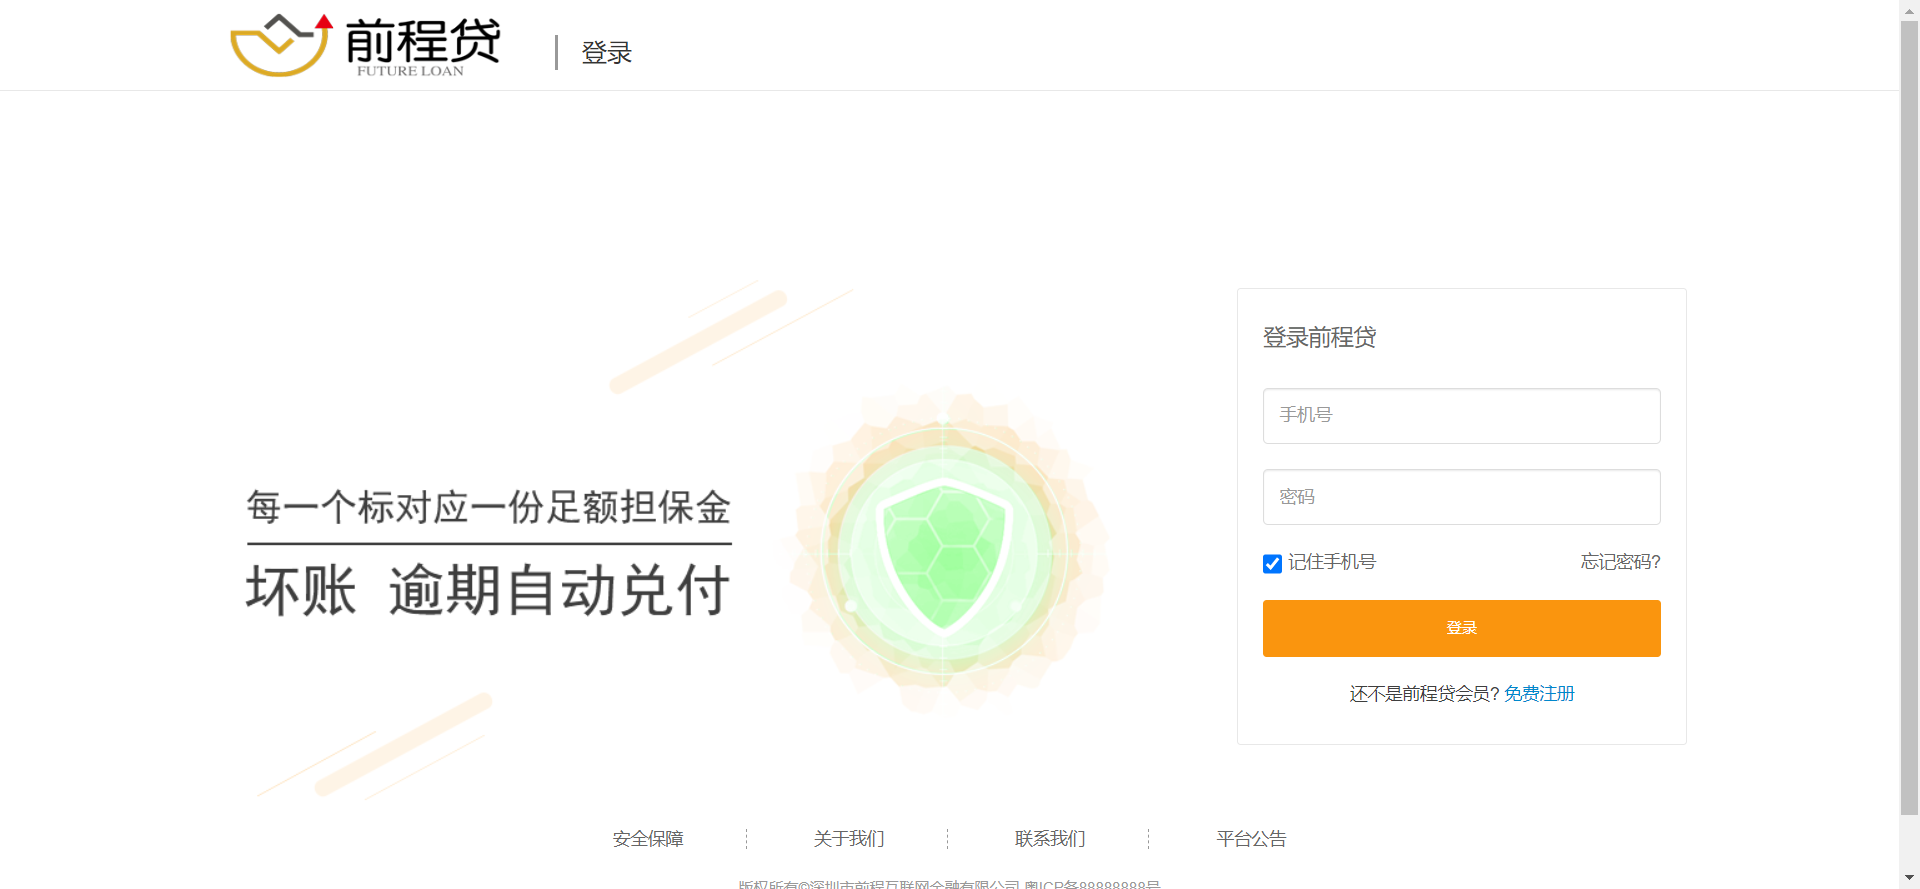 前程贷
FUTURE LOAN
登录
登录前程贷
手机号
密码
每一个标对应一份足额担保金
坏账 逾期自动兑付
记住手机号
忘记密码?
登录
还不是前程贷会员? 免费注册
安全保障
关于我们
联系我们
平台公告
版权所有©深圳市前程互联网金融有限公司 粤ICP备88888888号